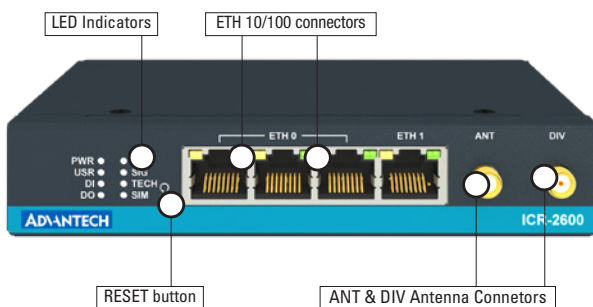 LED Indicators
ETH 10/100 connectors
ETH 0
ETH 1
ANT
DIV
PWR
USR
SIG
DI
TECH
DO
SIM
ADVANTECH
ICR-2600
RESET button
ANT & DIV Antenna Connetors